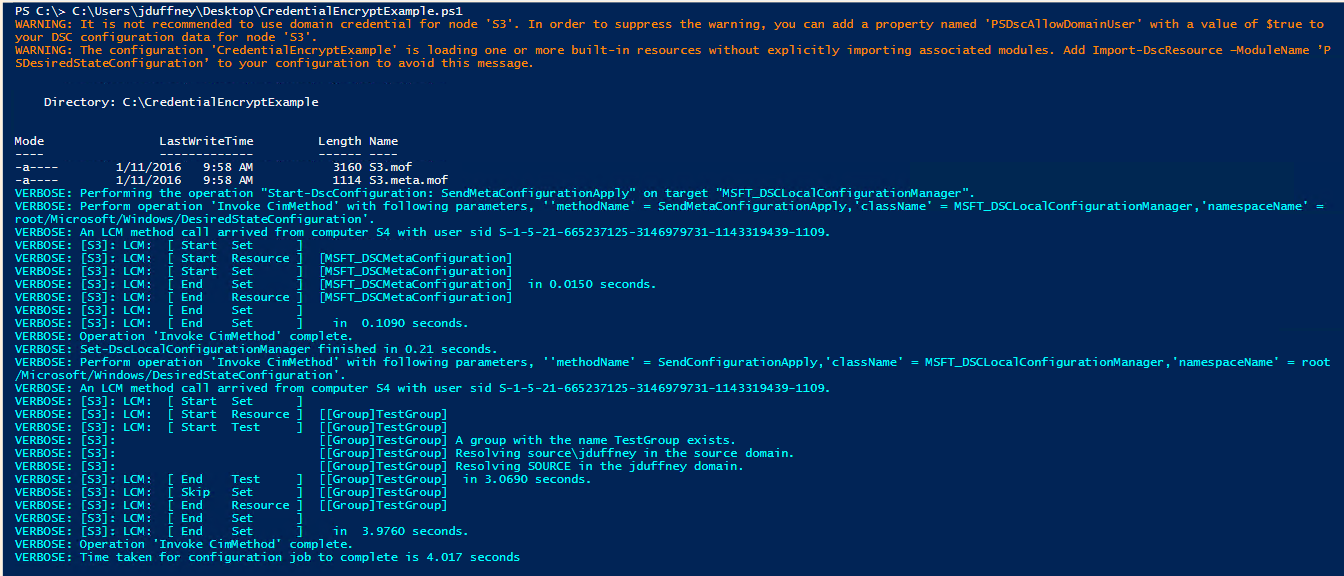 PS C:\> C:\Users\jduffney\Desktop\CredentialEncryptExample.ps1
WARNING: It is not recommended to use domain credential for node 'S3'. In order to suppress the warning, you can add a property named 'PSDscAllowDomainUser' with a value of $true to
your DSC configuration data for node 'S3'.
WARNING: The configuration 'CredentialEncryptExample' is loading one or more built-in resources without explicitly importing associated modules. Add Import-DscResource –ModuleName ’P
SDesiredStateConfiguration’ to your configuration to avoid this message.
Directory: C:\CredentialEncryptExample
Mode                LastWriteTime         Length Name
----                -------------         ------ ----
-a----        1/11/2016   9:58 AM           3160 S3.mof
-a----        1/11/2016   9:58 AM           1114 S3.meta.mof
VERBOSE: Performing the operation "Start-DscConfiguration: SendMetaConfigurationApply" on target "MSFT_DSCLocalConfigurationManager".
VERBOSE: Perform operation 'Invoke CimMethod' with following parameters, ''methodName' = SendMetaConfigurationApply,'className' = MSFT_DSCLocalConfigurationManager,'namespaceName' =
root/Microsoft/Windows/DesiredStateConfiguration'.
VERBOSE: An LCM method call arrived from computer S4 with user sid S-1-5-21-665237125-3146979731-1143319439-1109.
VERBOSE: [S3]: LCM:  [ Start  Set      ]
VERBOSE: [S3]: LCM:  [ Start  Resource ]  [MSFT_DSCMetaConfiguration]
VERBOSE: [S3]: LCM:  [ Start  Set      ]  [MSFT_DSCMetaConfiguration]
VERBOSE: [S3]: LCM:  [ End    Set      ]  [MSFT_DSCMetaConfiguration]  in 0.0150 seconds.
VERBOSE: [S3]: LCM:  [ End    Resource ]  [MSFT_DSCMetaConfiguration]
VERBOSE: [S3]: LCM:  [ End    Set      ]
VERBOSE: [S3]: LCM:  [ End    Set      ]    in  0.1090 seconds.
VERBOSE: Operation 'Invoke CimMethod' complete.
VERBOSE: Set-DscLocalConfigurationManager finished in 0.21 seconds.
VERBOSE: Perform operation 'Invoke CimMethod' with following parameters, ''methodName' = SendConfigurationApply,'className' = MSFT_DSCLocalConfigurationManager,'namespaceName' = root
/Microsoft/Windows/DesiredStateConfiguration'.
VERBOSE: An LCM method call arrived from computer S4 with user sid S-1-5-21-665237125-3146979731-1143319439-1109.
VERBOSE: [S3]: LCM:  [ Start  Set      ]
VERBOSE: [S3]: LCM:  [ Start  Resource ]  [[Group]TestGroup]
VERBOSE: [S3]: LCM:  [ Start  Test     ]  [[Group]TestGroup]
VERBOSE: [S3]:                            [[Group]TestGroup] A group with the name TestGroup exists.
VERBOSE: [S3]:                            [[Group]TestGroup] Resolving source\jduffney in the source domain.
VERBOSE: [S3]:                            [[Group]TestGroup] Resolving SOURCE in the jduffney domain.
VERBOSE: [S3]: LCM:  [ End    Test     ]  [[Group]TestGroup]  in 3.0690 seconds.
VERBOSE: [S3]: LCM:  [ Skip   Set      ]  [[Group]TestGroup]
VERBOSE: [S3]: LCM:  [ End    Resource ]  [[Group]TestGroup]
VERBOSE: [S3]: LCM:  [ End    Set      ]
VERBOSE: [S3]: LCM:  [ End    Set      ]    in  3.9760 seconds.
VERBOSE: Operation 'Invoke CimMethod' complete.
VERBOSE: Time taken for configuration job to complete is 4.017 seconds